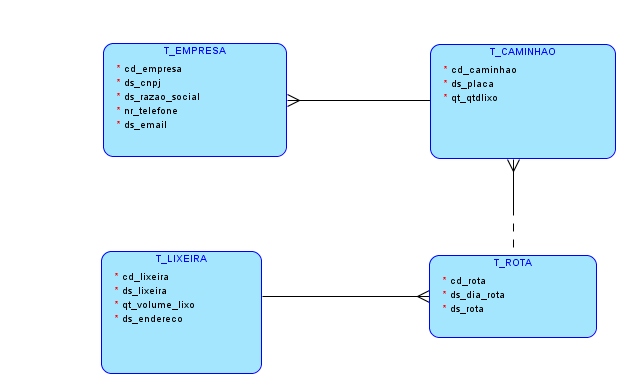 T_EMPRESA
* cd_empresa
* ds_cnpj
* ds_razao_social
* nr_telefone
* ds_email
T_CAMINHAO
* cd_caminhao
* ds_placa
* qt_qtdlixo
T_LIXEIRA
* cd_lixeira
* ds_lixeira
* qt_volume_lixo
* ds_endereco
T_ROTA
* cd_rota
* ds_dia_rota
* ds_rota